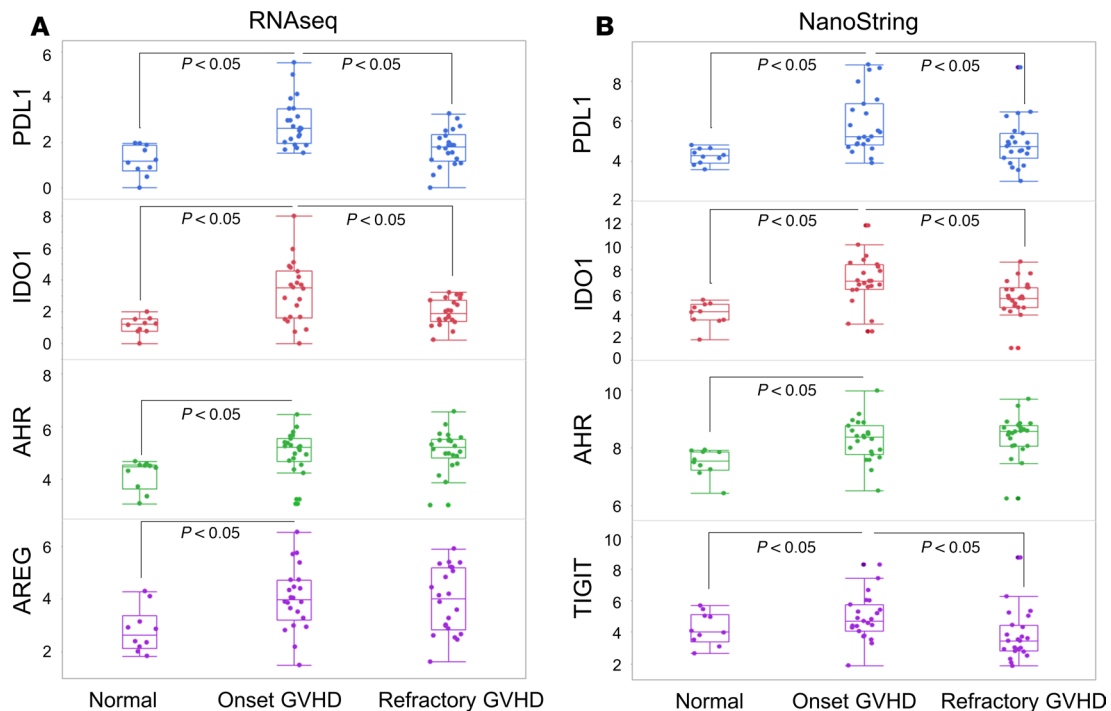 A
RNAseq
PDL1
6
4
2
0
P < 0.05
P < 0.05
IDO1
8
6
4
2
0
P < 0.05
P < 0.05
AHR
8
6
4
P < 0.05
AREG
6
4
2
P < 0.05
Normal
Onset GVHD
Refractory GVHD
B
NanoString
PDL1
8
6
4
2
P < 0.05
P < 0.05
IDO1
12
10
8
6
4
2
0
P < 0.05
P < 0.05
AHR
10
8
6
P < 0.05
TIGIT
10
8
6
4
2
P < 0.05
P < 0.05
Normal
Onset GVHD
Refractory GVHD